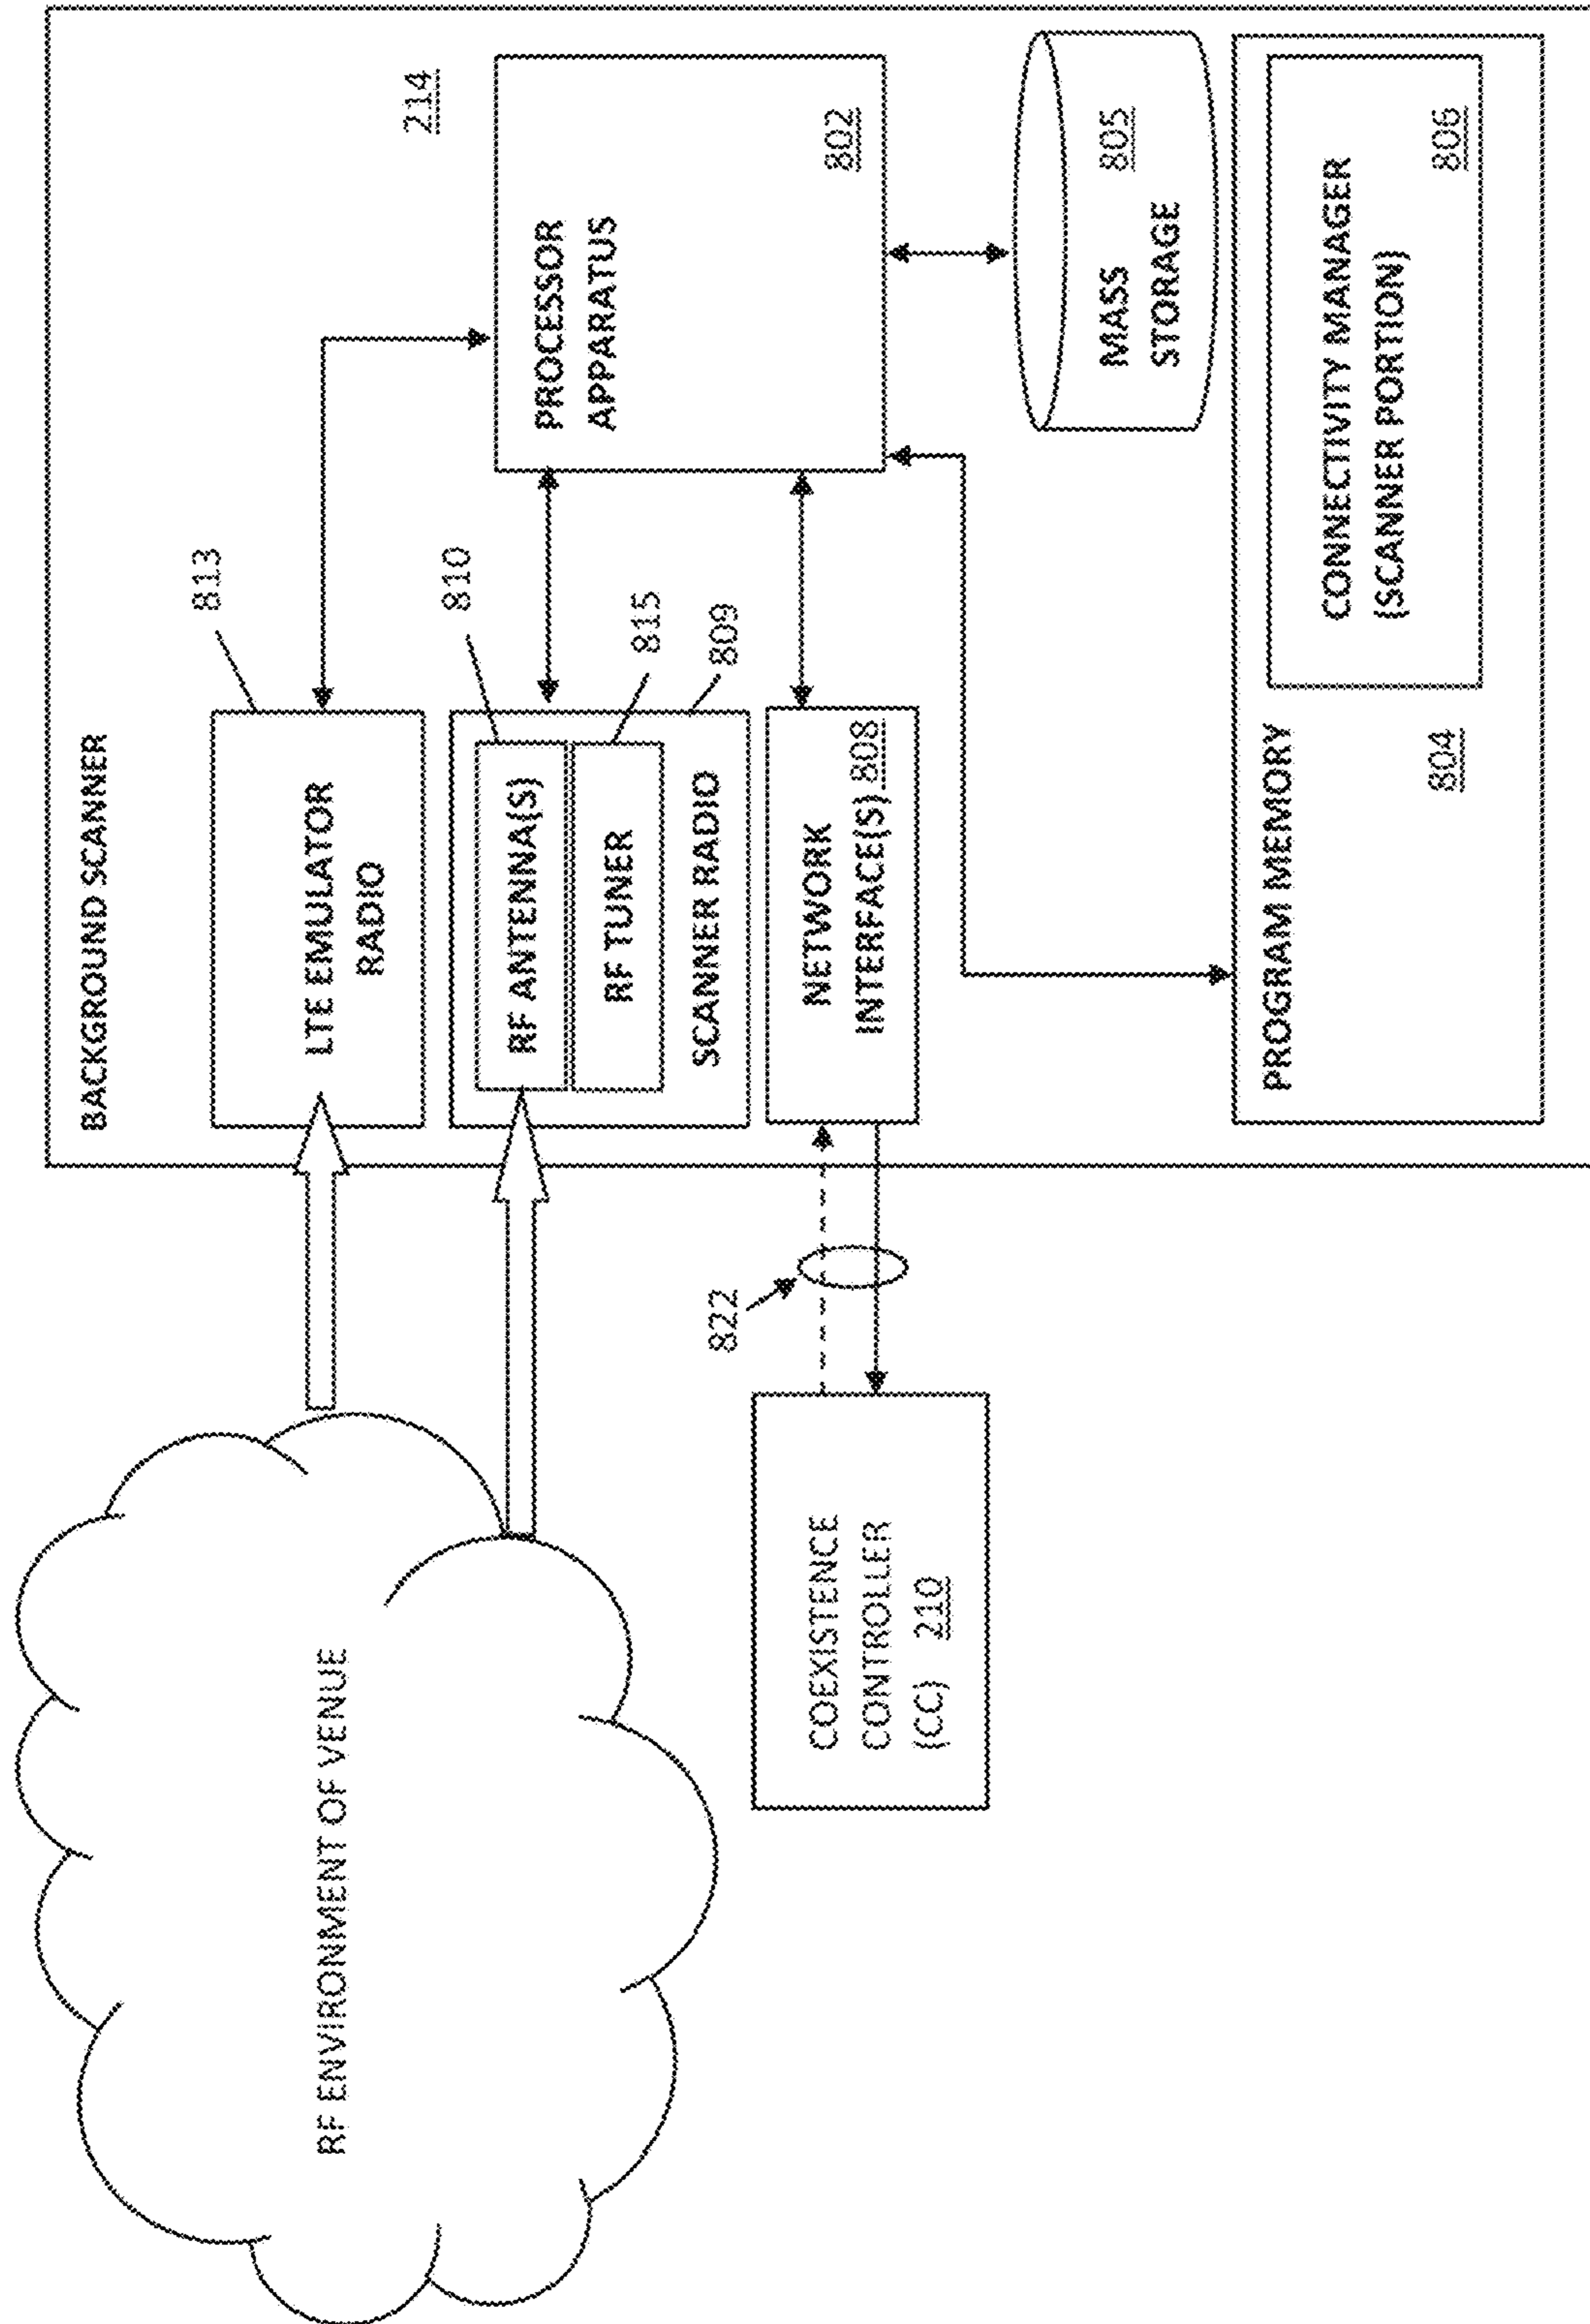 BACKGROUND SCANNER
214
813
LTE EMULATOR
RADIO
810
RF ANTENNA(S)
815
RF TUNER
809
SCANNER RADIO
NETWORK
INTERFACE(S) 808
PROCESSOR
APPARATUS
802
MASS
STORAGE
805
PROGRAM MEMORY
804
CONNECTIVITY MANAGER
(SCANNER PORTION)
806
RF ENVIRONMENT OF VENUE
822
COEXISTENCE
CONTROLLER
(CC) 210